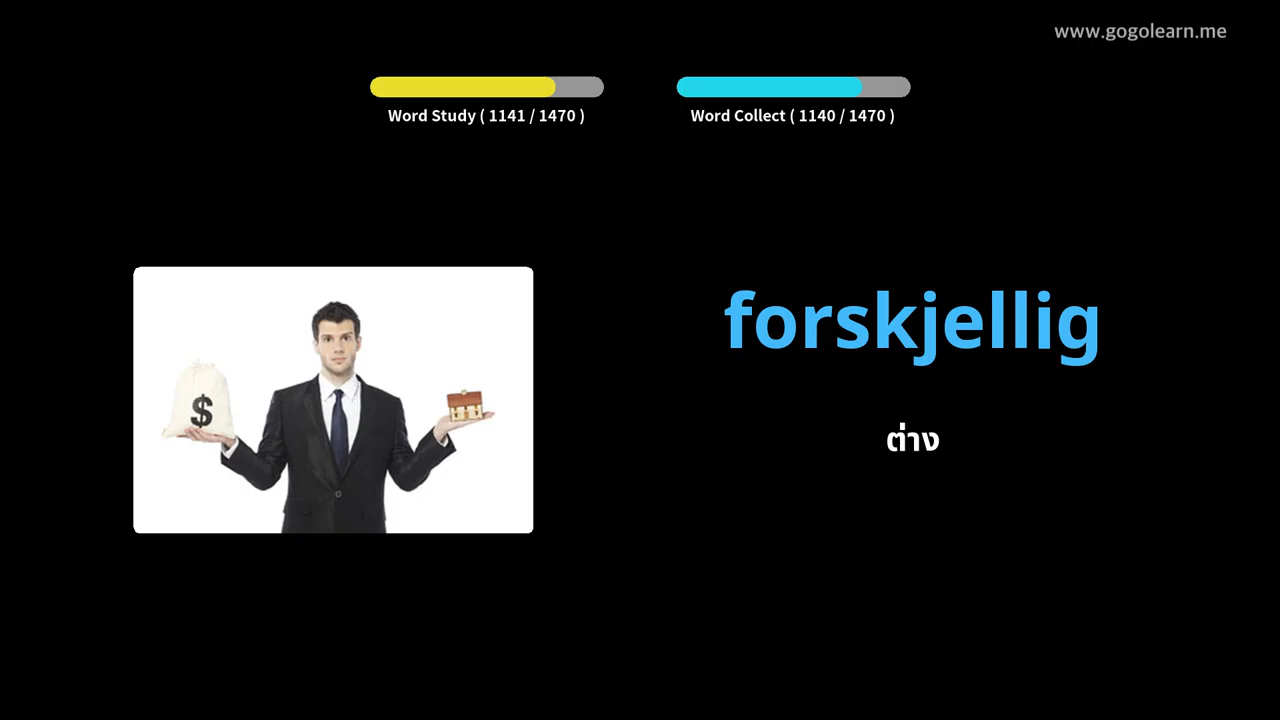 www.gogolearn.me
Word Study ( 1141 / 1470 )
Word Collect ( 1140 / 1470 )
$
forskjellig
ต่าง